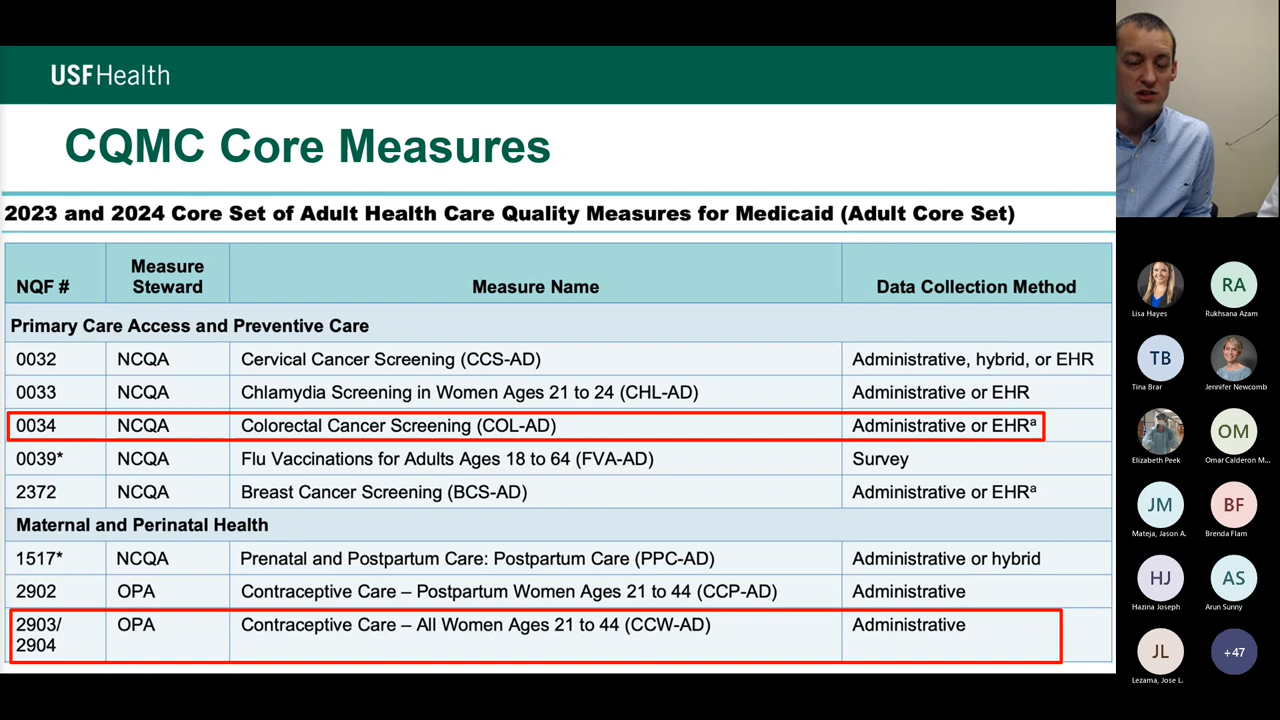 USFHealth
CQMC Core Measures
2023 and 2024 Core Set of Adult Health Care Quality Measures for Medicaid (Adult Core Set)
NQF # Measure Steward Measure Name Data Collection Method
Primary Care Access and Preventive Care
0032 NCQA Cervical Cancer Screening (CCS-AD) Administrative, hybrid, or EHR
0033 NCQA Chlamydia Screening in Women Ages 21 to 24 (CHL-AD) Administrative or EHR
0034 NCQA Colorectal Cancer Screening (COL-AD) Administrative or EHRᵃ
0039* NCQA Flu Vaccinations for Adults Ages 18 to 64 (FVA-AD) Survey
2372 NCQA Breast Cancer Screening (BCS-AD) Administrative or EHRᵃ
Maternal and Perinatal Health
1517* NCQA Prenatal and Postpartum Care: Postpartum Care (PPC-AD) Administrative or hybrid
2902 OPA Contraceptive Care – Postpartum Women Ages 21 to 44 (CCP-AD) Administrative
2903/ OPA Contraceptive Care – All Women Ages 21 to 44 (CCW-AD) Administrative
2904
RA
Lisa Hayes Rukhsana Azam
TB
Tina Brar Jennifer Newcomb
OM
Elizabeth Peek Omar Calderon M...
JM BF
Mateja, Jason A. Brenda Flam
HJ AS
Hazina Joseph Arun Sunny
JL +47
Lezama, Jose L.